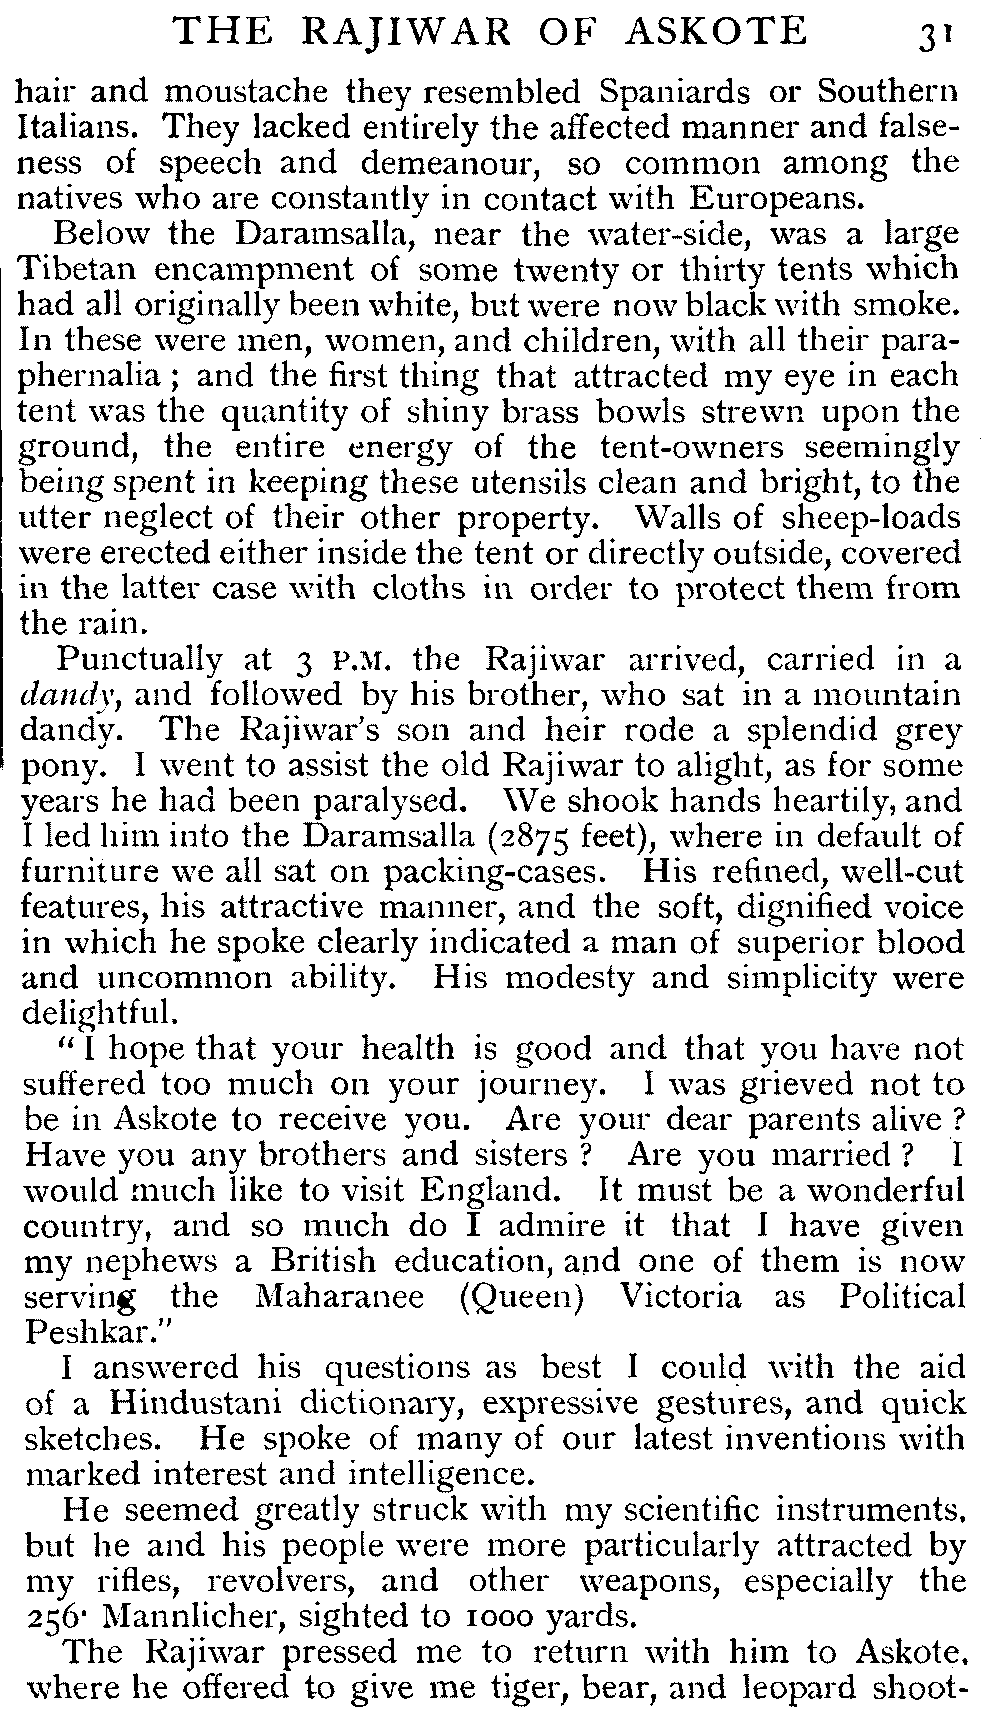 THE RAJIWAR OF ASKOTE 31
hair and moustache they resembled Spaniards or Southern
Italians. They lacked entirely the affected manner and false-
ness of speech and demeanour, so common among the
natives who are constantly in contact with Europeans.
Below the Daramsalla, near the water-side, was a large
Tibetan encampment of some twenty or thirty tents which
had all originally been white, but were now black with smoke.
In these were men, women, and children, with all their para-
phernalia ; and the first thing that attracted my eye in each
tent was the quantity of shiny brass bowls strewn upon the
ground, the entire energy of the tent-owners seemingly
being spent in keeping these utensils clean and bright, to the
utter neglect of their other property. Walls of sheep-loads
were erected either inside the tent or directly outside, covered
in the latter case with cloths in order to protect them from
the rain.
Punctually at 3 P.M. the Rajiwar arrived, carried in a
dandy, and followed by his brother, who sat in a mountain
dandy. The Rajiwar's son and heir rode a splendid grey
pony. I went to assist the old Rajiwar to alight, as for some
years he had been paralysed. We shook hands heartily, and
I led him into the Daramsalla (2875 feet), where in default of
furniture we all sat on packing-cases. His refined, well-cut
features, his attractive manner, and the soft, dignified voice
in which he spoke clearly indicated a man of superior blood
and uncommon ability. His modesty and simplicity were
delightful.
"I hope that your health is good and that you have not
suffered too much on your journey. I was grieved not to
be in Askote to receive you. Are your dear parents alive ?
Have you any brothers and sisters ? Are you married ? I
would much like to visit England. It must be a wonderful
country, and so much do I admire it that I have given
my nephews a British education, and one of them is now
serving the Maharanee (Queen) Victoria as Political
Peshkar."
I answered his questions as best I could with the aid
of a Hindustani dictionary, expressive gestures, and quick
sketches. He spoke of many of our latest inventions with
marked interest and intelligence.
He seemed greatly struck with my scientific instruments,
but he and his people were more particularly attracted by
my rifles, revolvers, and other weapons, especially the
256· Mannlicher, sighted to 1000 yards.
The Rajiwar pressed me to return with him to Askote,
where he offered to give me tiger, bear, and leopard shoot-